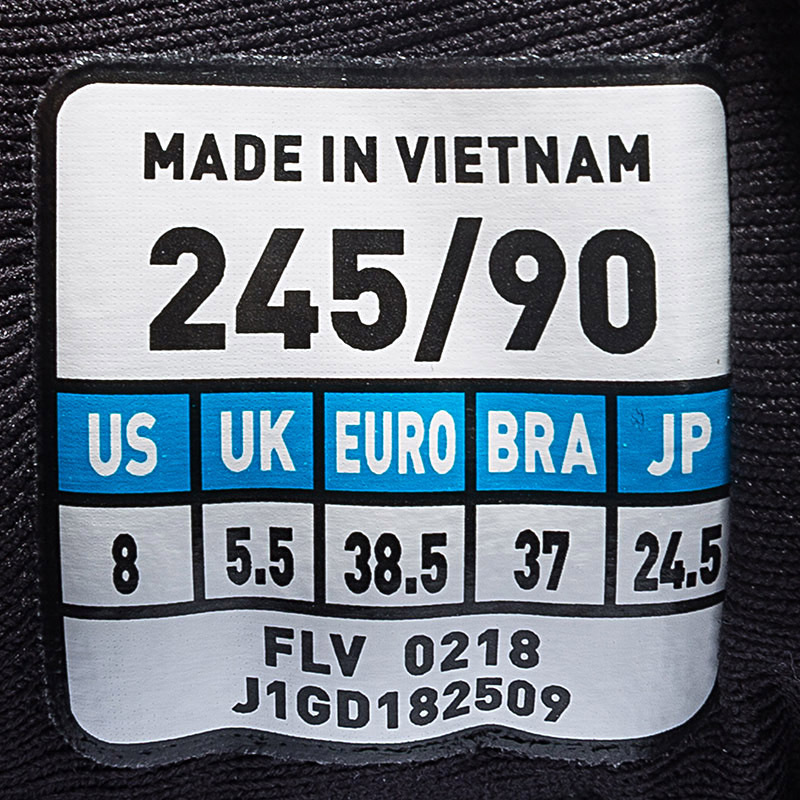 MADE IN VIETNAM
245/90
US UK EURO BRA JP
8 5.5 38.5 37 24.5
FLV 0218
J1GD182509